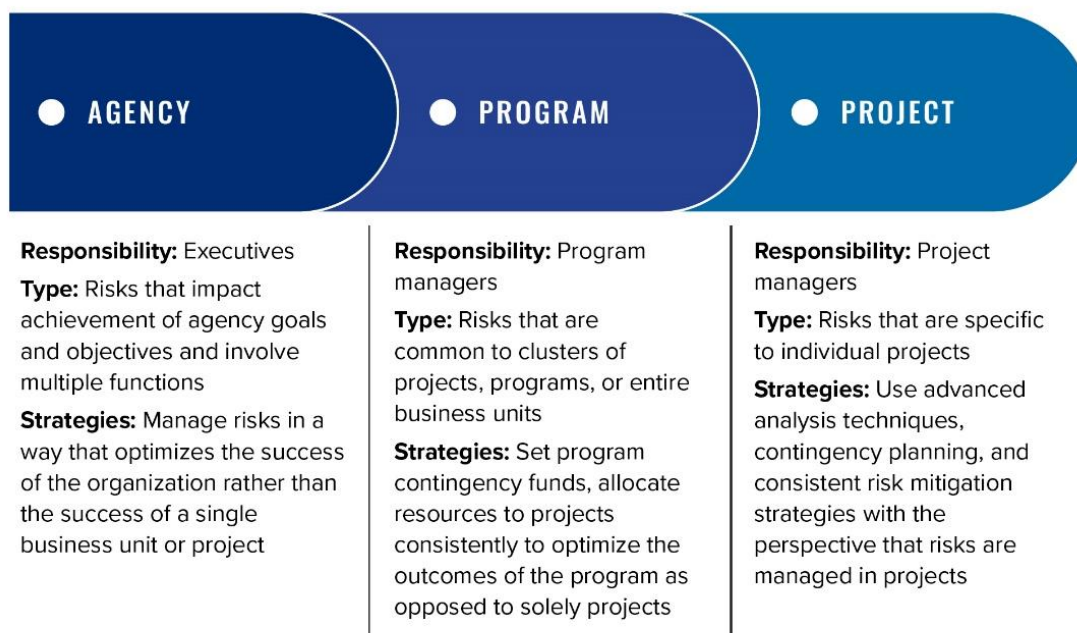 AGENCY
PROGRAM
PROJECT
Responsibility: Executives
Type: Risks that impact
achievement of agency goals
and objectives and involve
multiple functions
Strategies: Manage risks in a
way that optimizes the success
of the organization rather than
the success of a single
business unit or project
Responsibility: Program
managers
Type: Risks that are
common to clusters of
projects, programs, or entire
business units
Strategies: Set program
contingency funds, allocate
resources to projects
consistently to optimize the
outcomes of the program as
opposed to solely projects
Responsibility: Project
managers
Type: Risks that are specific
to individual projects
Strategies: Use advanced
analysis techniques,
contingency planning, and
consistent risk mitigation
strategies with the
perspective that risks are
managed in projects